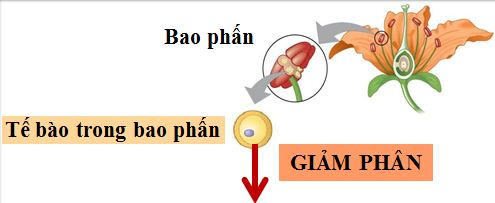 Bao phấn
Tế bào trong bao phấn
GIẢM PHÂN